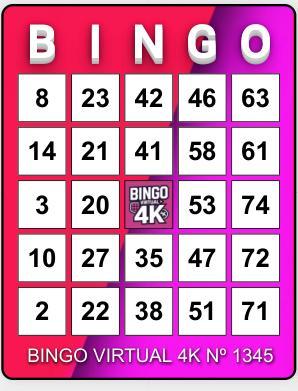 BINGO
8 23 42 46 63
14 21 41 58 61
3 20 BINGO VIRTUAL 4K 53 74
10 27 35 47 72
2 22 38 51 71
BINGO VIRTUAL 4K Nº 1345